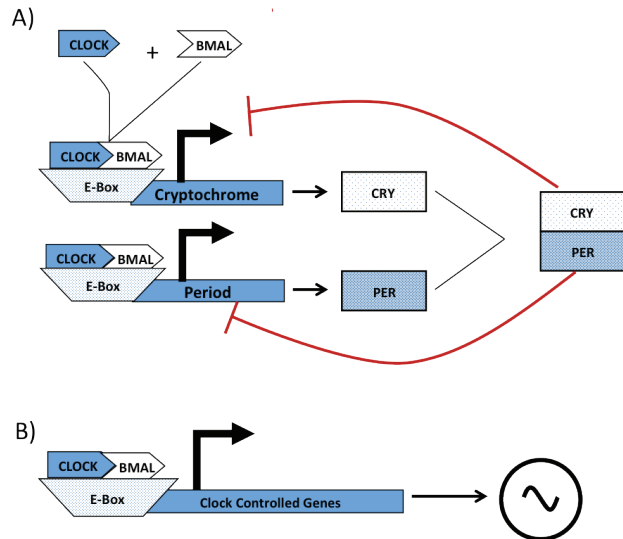 A)
CLOCK + BMAL
CLOCK BMAL
E-Box
Cryptochrome
CRY
CRY
PER
CLOCK BMAL
E-Box
Period
PER
B)
CLOCK BMAL
E-Box
Clock Controlled Genes